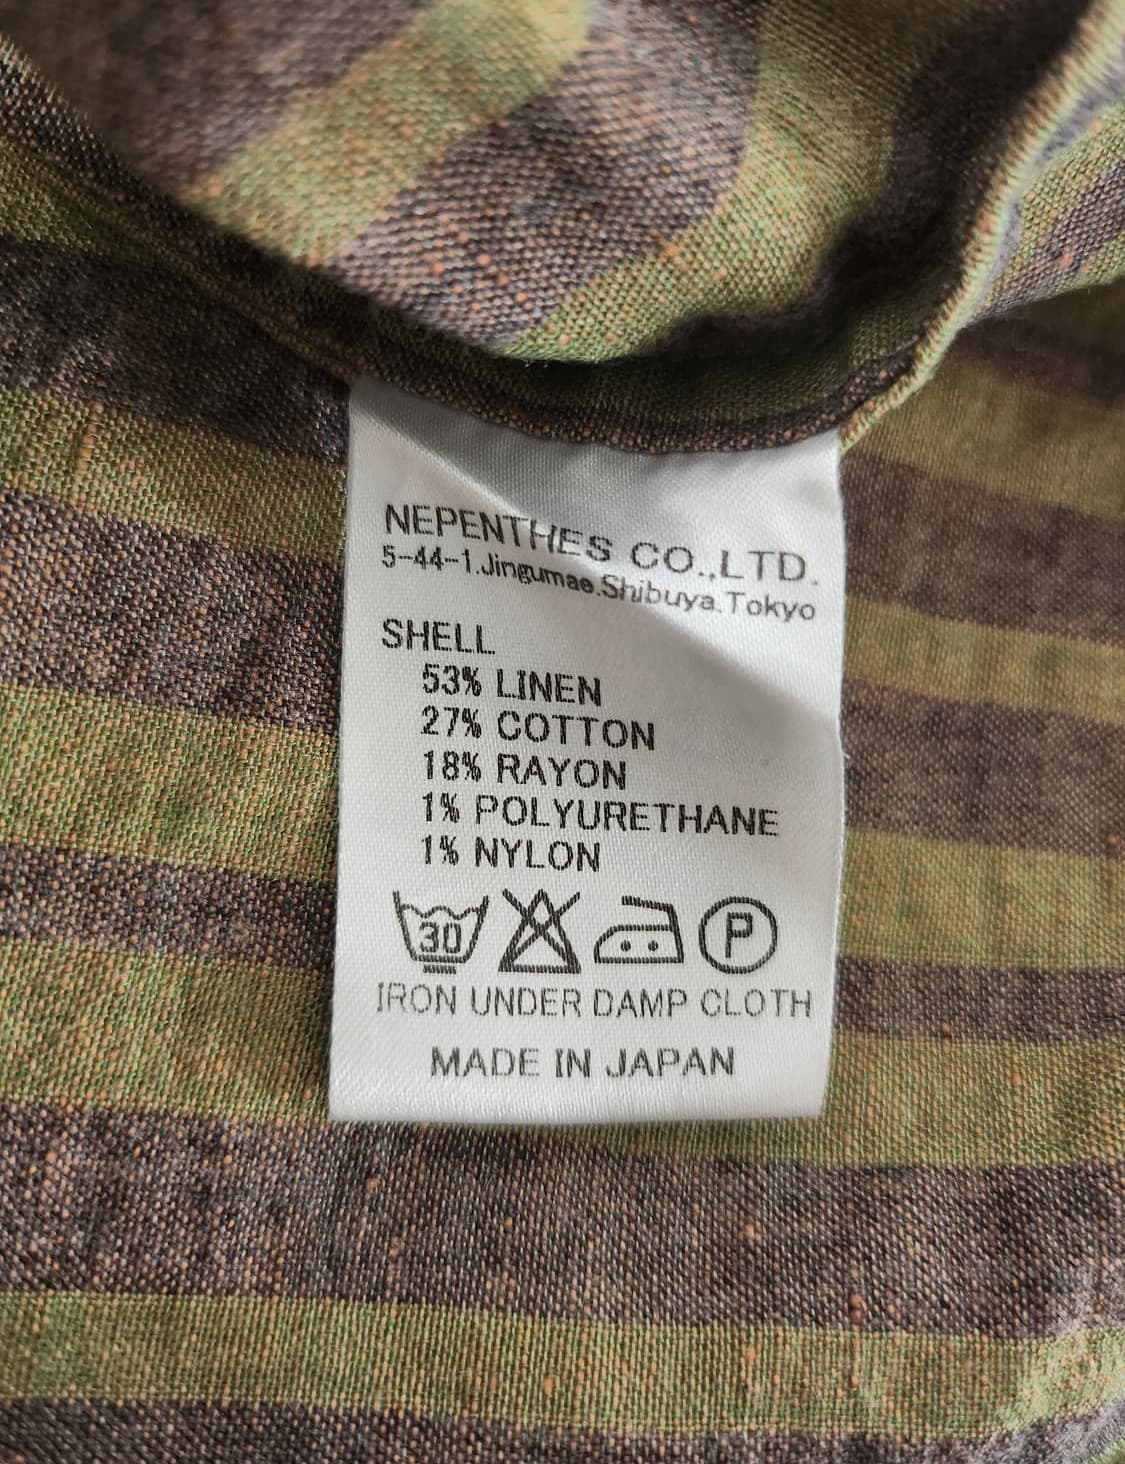 NEPENTHES CO.,LTD.
5-44-1.Jingumae.Shibuya.Tokyo
SHELL
53% LINEN
27% COTTON
18% RAYON
1% POLYURETHANE
1% NYLON
30 P
IRON UNDER DAMP CLOTH
MADE IN JAPAN